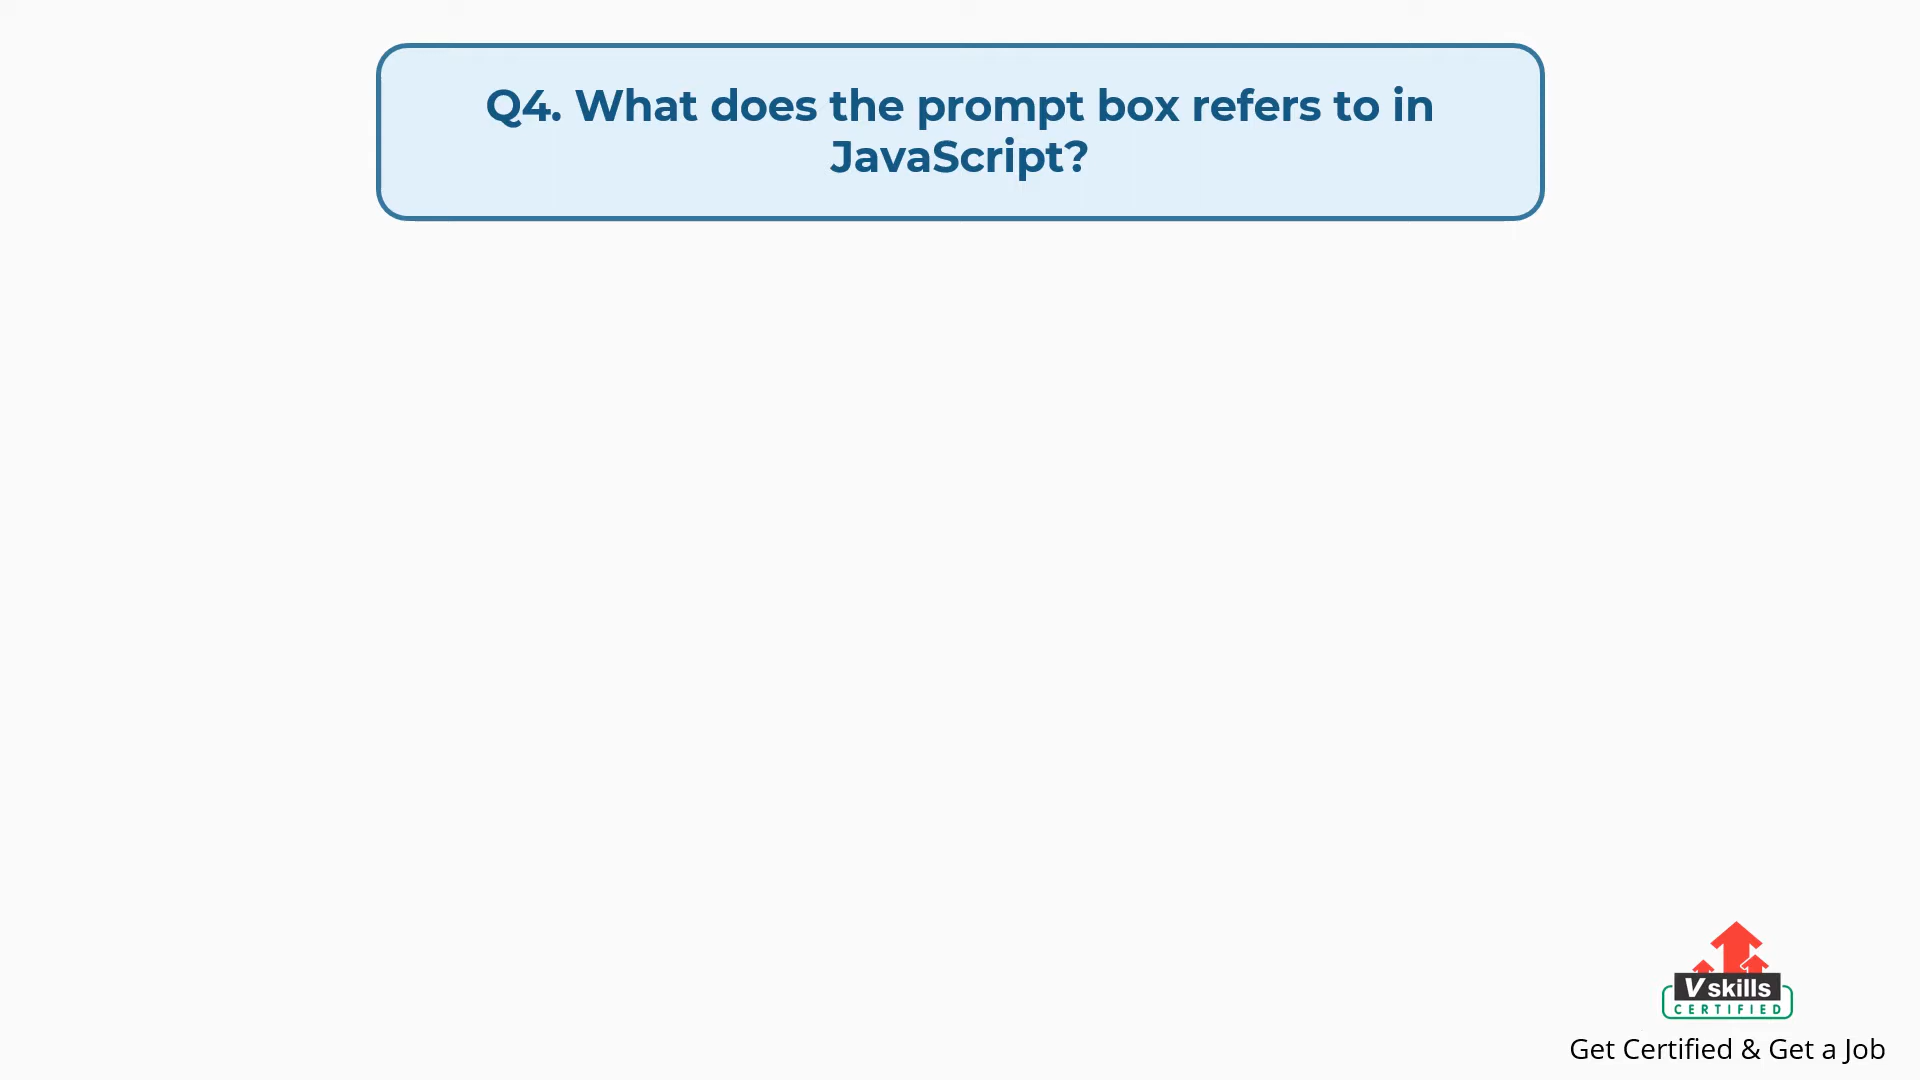 Q4. What does the prompt box refers to in
JavaScript?
Vskills
CERTIFIED
Get Certified & Get a Job